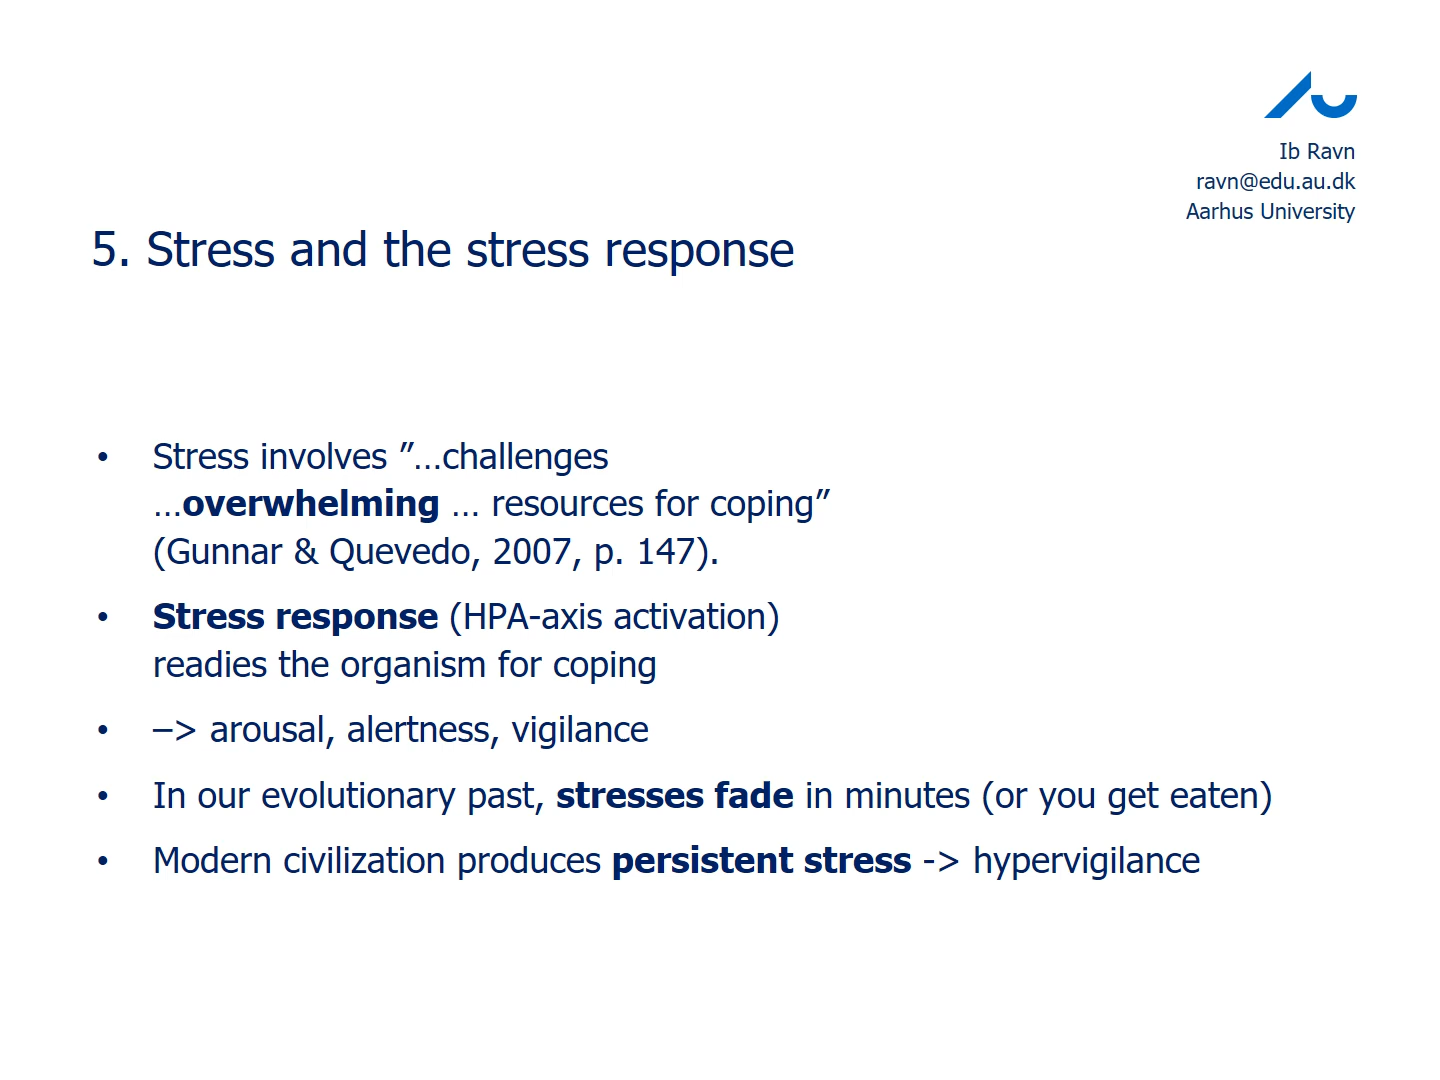 Ib Ravn
ravn@edu.au.dk
Aarhus University
5. Stress and the stress response
• Stress involves ”…challenges
…overwhelming … resources for coping”
(Gunnar & Quevedo, 2007, p. 147).
• Stress response (HPA-axis activation)
readies the organism for coping
• –> arousal, alertness, vigilance
• In our evolutionary past, stresses fade in minutes (or you get eaten)
• Modern civilization produces persistent stress -> hypervigilance